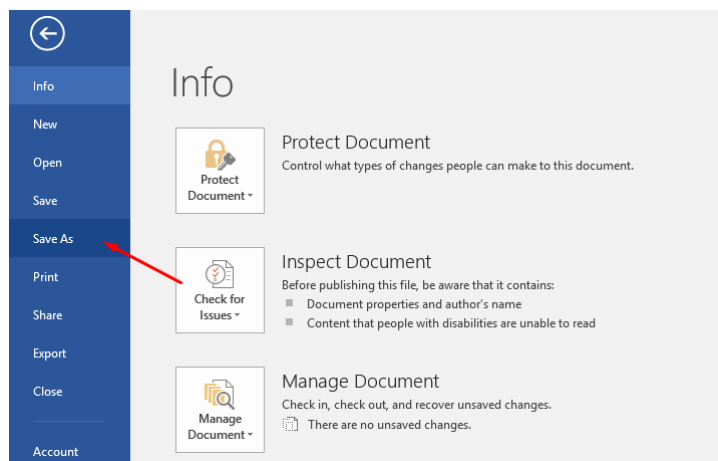 Info
New
Open
Save
Save As
Print
Share
Export
Close
Account
Info
Protect
Document
Protect Document
Control what types of changes people can make to this document.
Check for
Issues
Inspect Document
Before publishing this file, be aware that it contains:
Document properties and author's name
Content that people with disabilities are unable to read
Manage
Document
Manage Document
Check in, check out, and recover unsaved changes.
There are no unsaved changes.